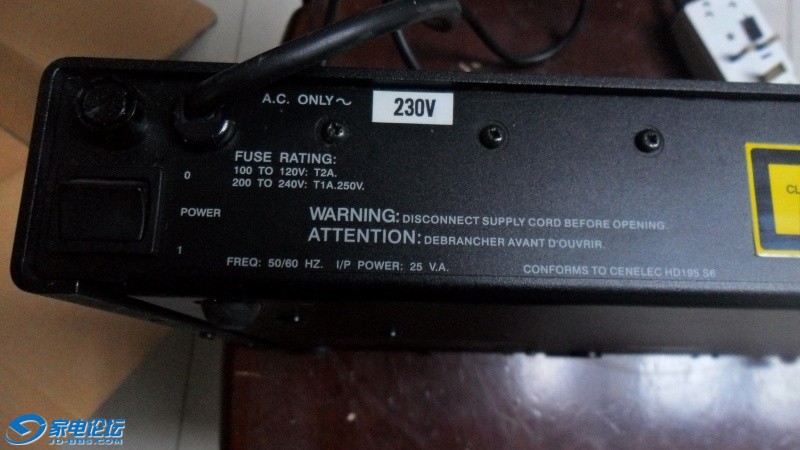 A.C. ONLY~
230V
FUSE RATING:
100 TO 120V: T2A.
200 TO 240V: T1A.250V.
0
POWER
1
WARNING: DISCONNECT SUPPLY CORD BEFORE OPENING.
ATTENTION: DEBRANCHER AVANT D'OUVRIR.
FREQ: 50/60 HZ. I/P POWER: 25 V.A.
CONFORMS TO CENELEC HD195 S6
CL
家电论坛
JD-BBS.COM